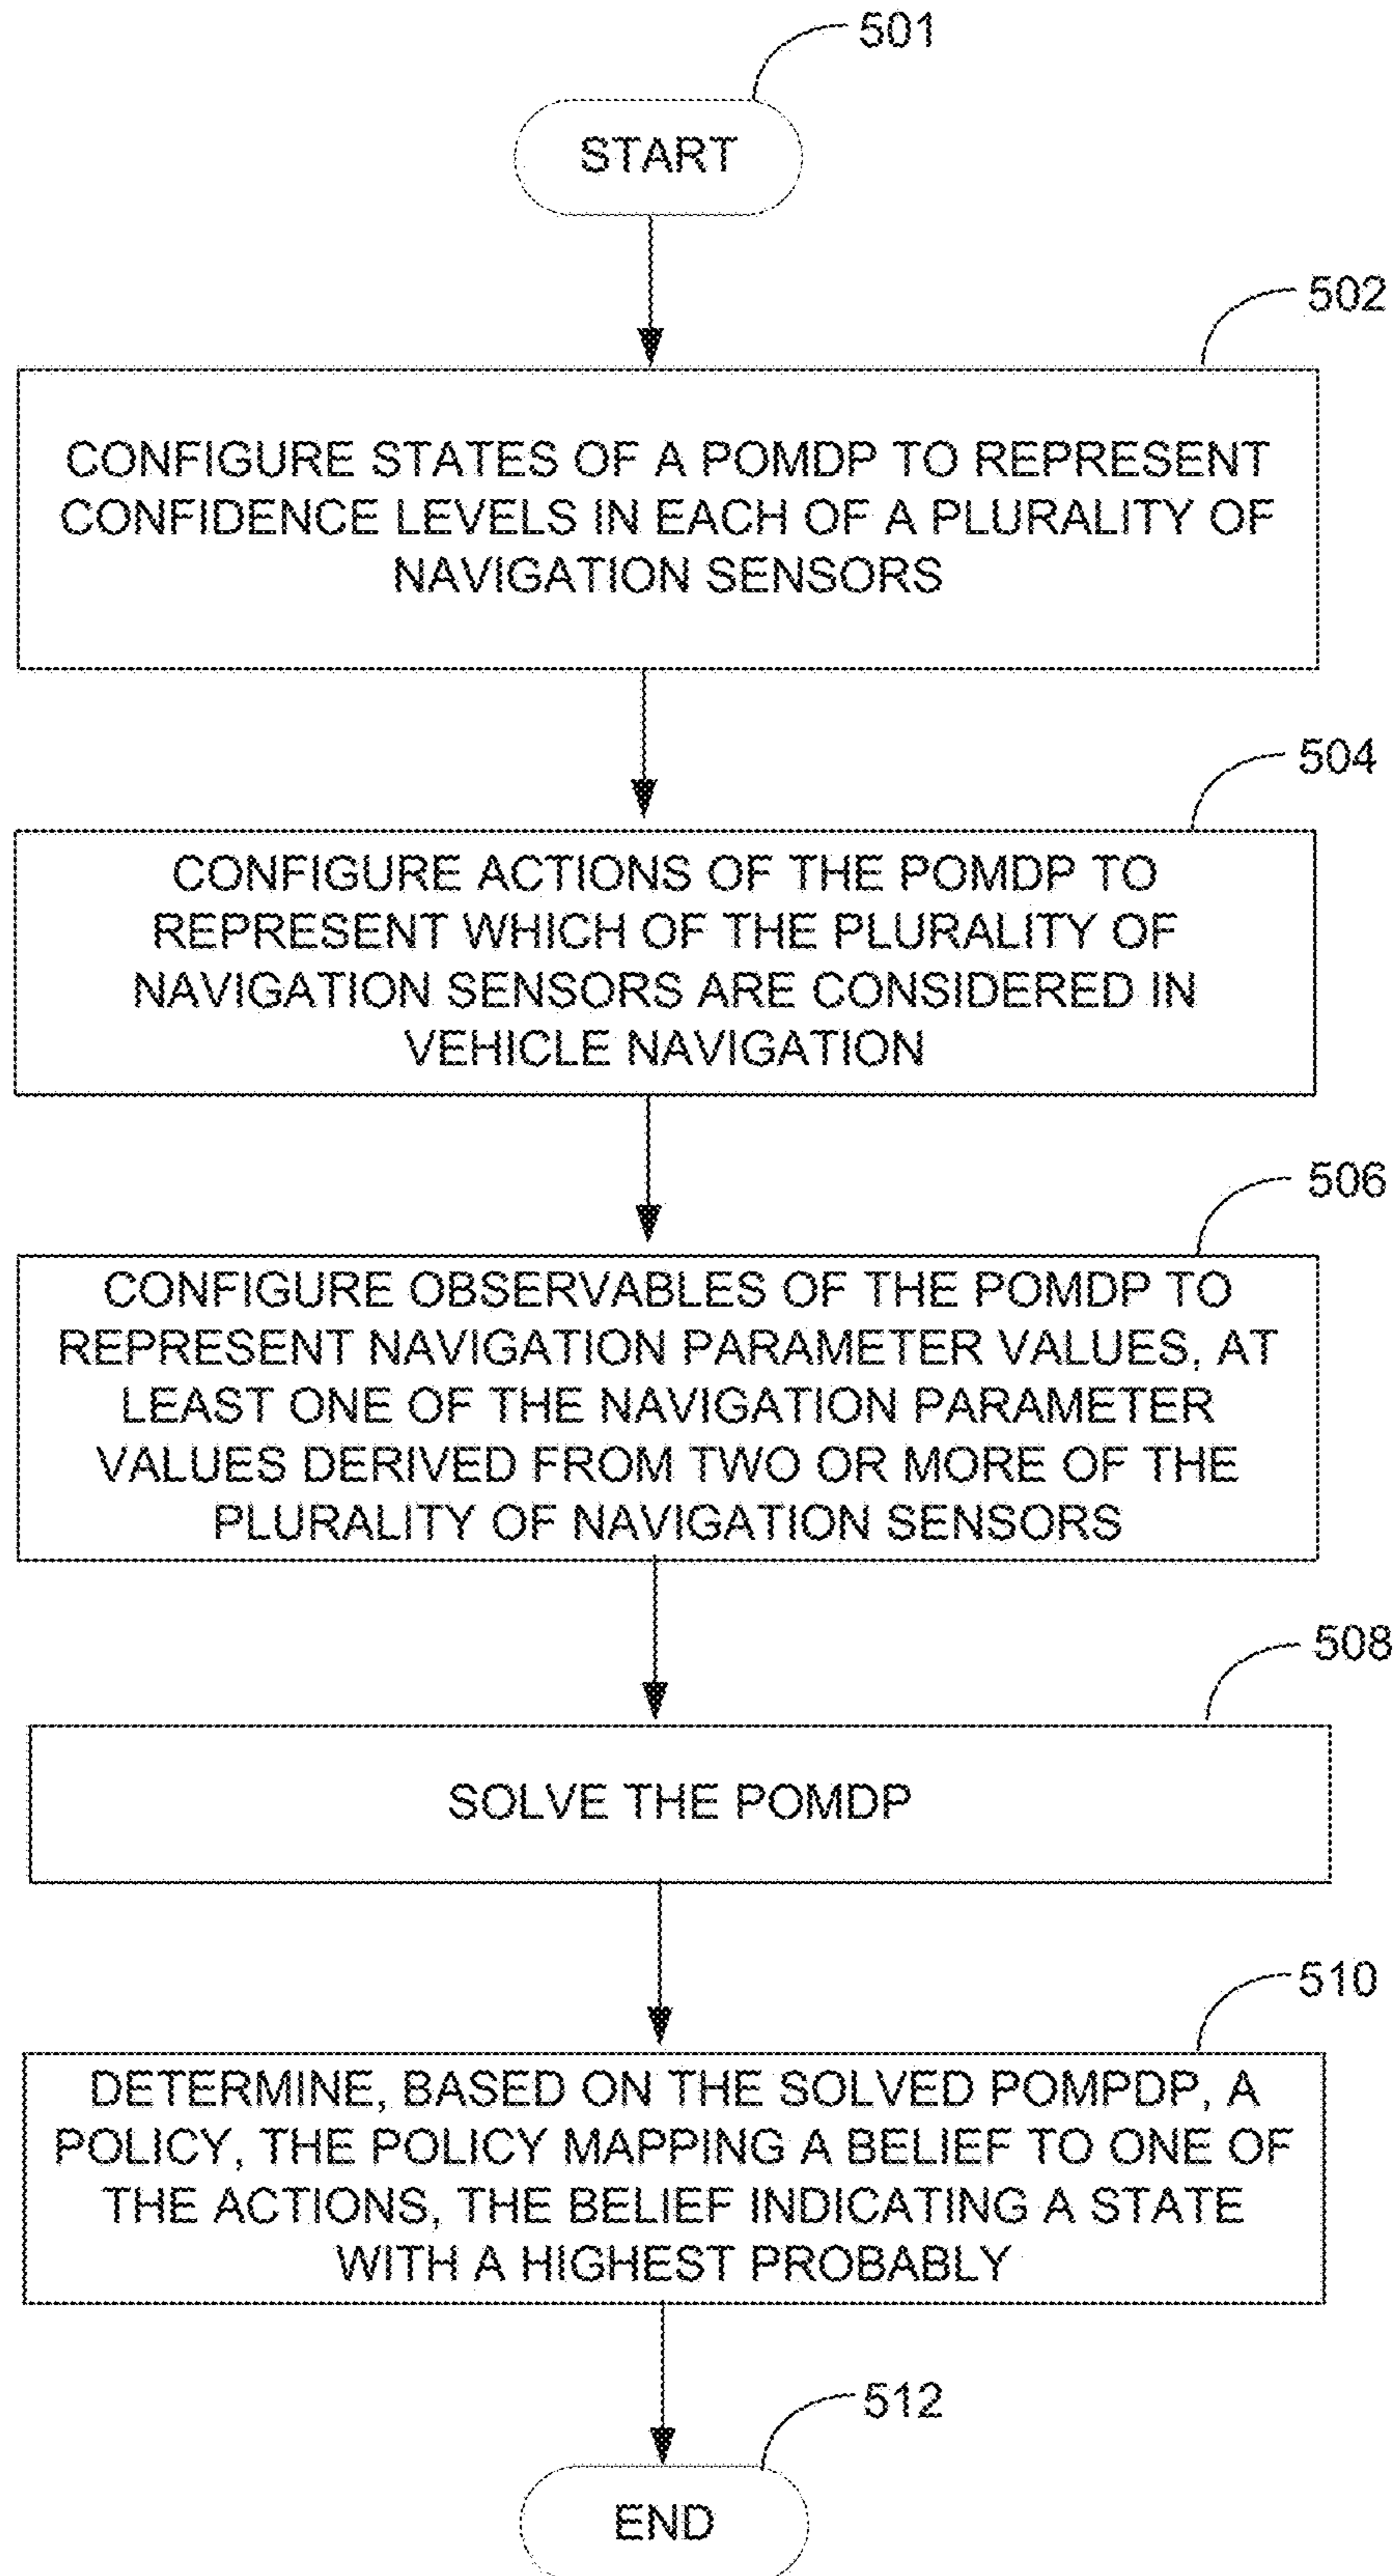 501
START
502
CONFIGURE STATES OF A POMDP TO REPRESENT
CONFIDENCE LEVELS IN EACH OF A PLURALITY OF
NAVIGATION SENSORS
504
CONFIGURE ACTIONS OF THE POMDP TO
REPRESENT WHICH OF THE PLURALITY OF
NAVIGATION SENSORS ARE CONSIDERED IN
VEHICLE NAVIGATION
506
CONFIGURE OBSERVABLES OF THE POMDP TO
REPRESENT NAVIGATION PARAMETER VALUES, AT
LEAST ONE OF THE NAVIGATION PARAMETER
VALUES DERIVED FROM TWO OR MORE OF THE
PLURALITY OF NAVIGATION SENSORS
508
SOLVE THE POMDP
510
DETERMINE, BASED ON THE SOLVED POMPDP, A
POLICY, THE POLICY MAPPING A BELIEF TO ONE OF
THE ACTIONS, THE BELIEF INDICATING A STATE
WITH A HIGHEST PROBABLY
512
END